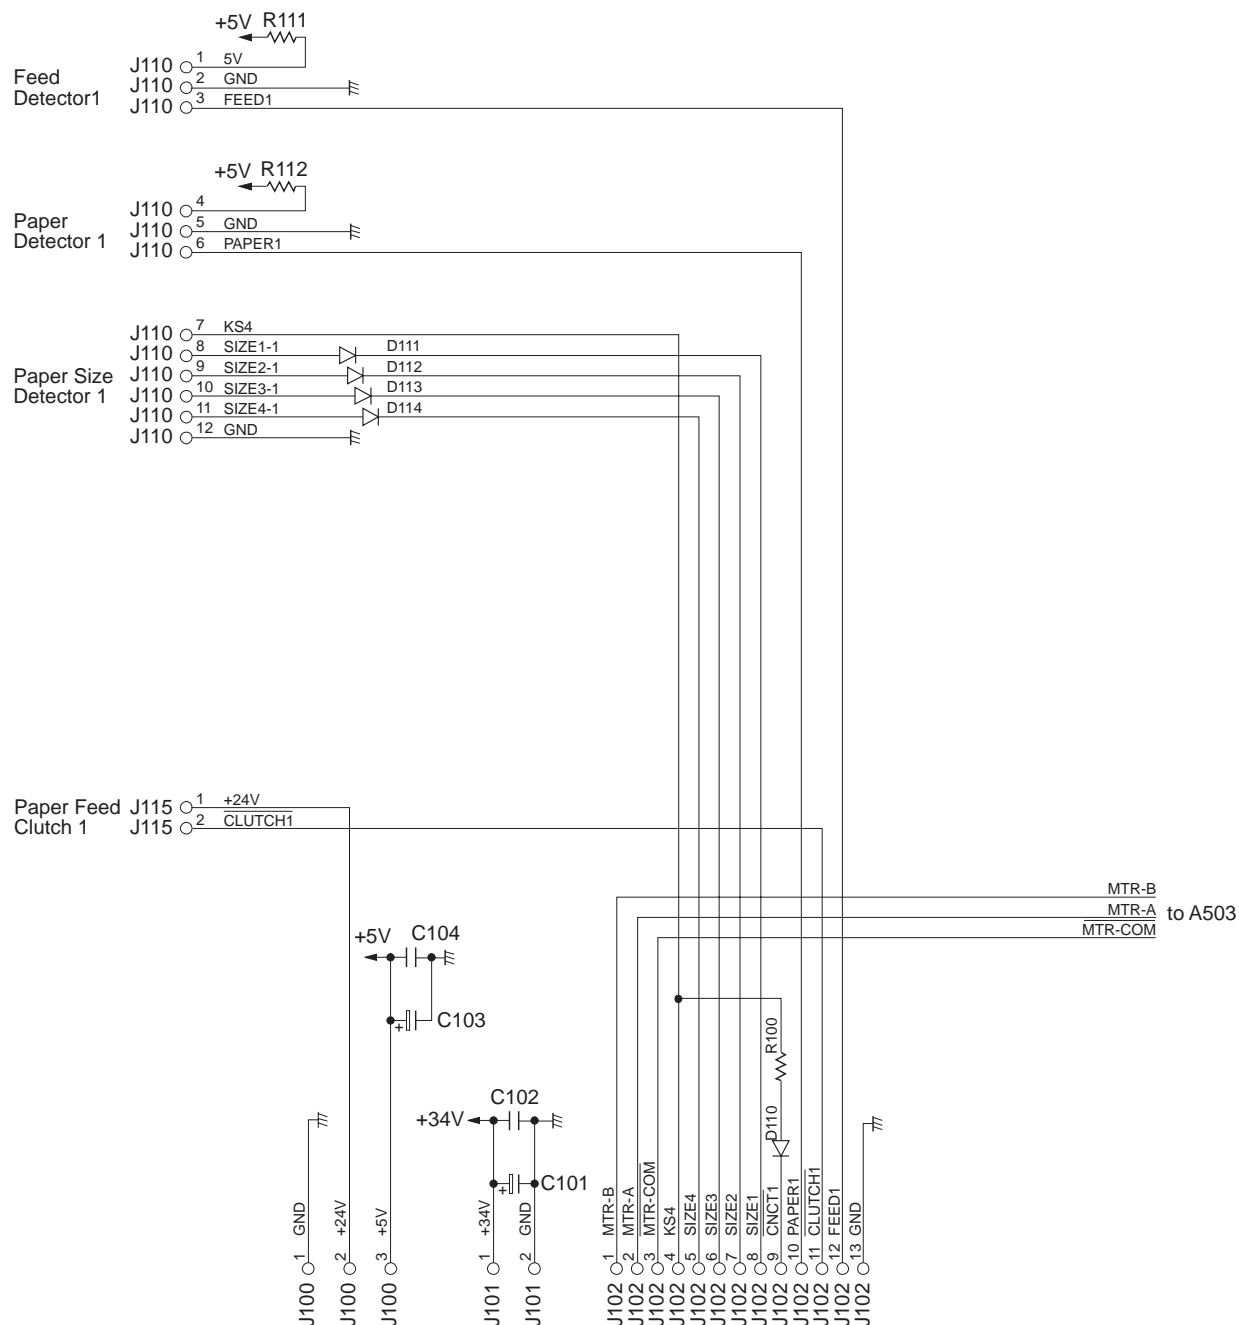 +5V R111
Feed
Detector1
J110 1 5V
J110 2 GND
J110 3 FEED1
+5V R112
Paper
Detector 1
J110 4
J110 5 GND
J110 6 PAPER1
Paper Size
Detector 1
J110 7 KS4
J110 8 SIZE1-1 D111
J110 9 SIZE2-1 D112
J110 10 SIZE3-1 D113
J110 11 SIZE4-1 D114
J110 12 GND
Paper Feed
Clutch 1
J115 1 +24V
J115 2 CLUTCH1
MTR-B
MTR-A
MTR-COM
to A503
+5V C104
C103
R100
D110
+34V C102
C101
J100 1 GND
J100 2 +24V
J100 3 +5V
J101 1 +34V
J101 2 GND
J102 1 MTR-B
J102 2 MTR-A
J102 3 MTR-COM
J102 4 KS4
J102 5 SIZE4
J102 6 SIZE3
J102 7 SIZE2
J102 8 SIZE1
J102 9 CNCT1
J102 10 PAPER1
J102 11 CLUTCH1
J102 12 FEED1
J102 13 GND